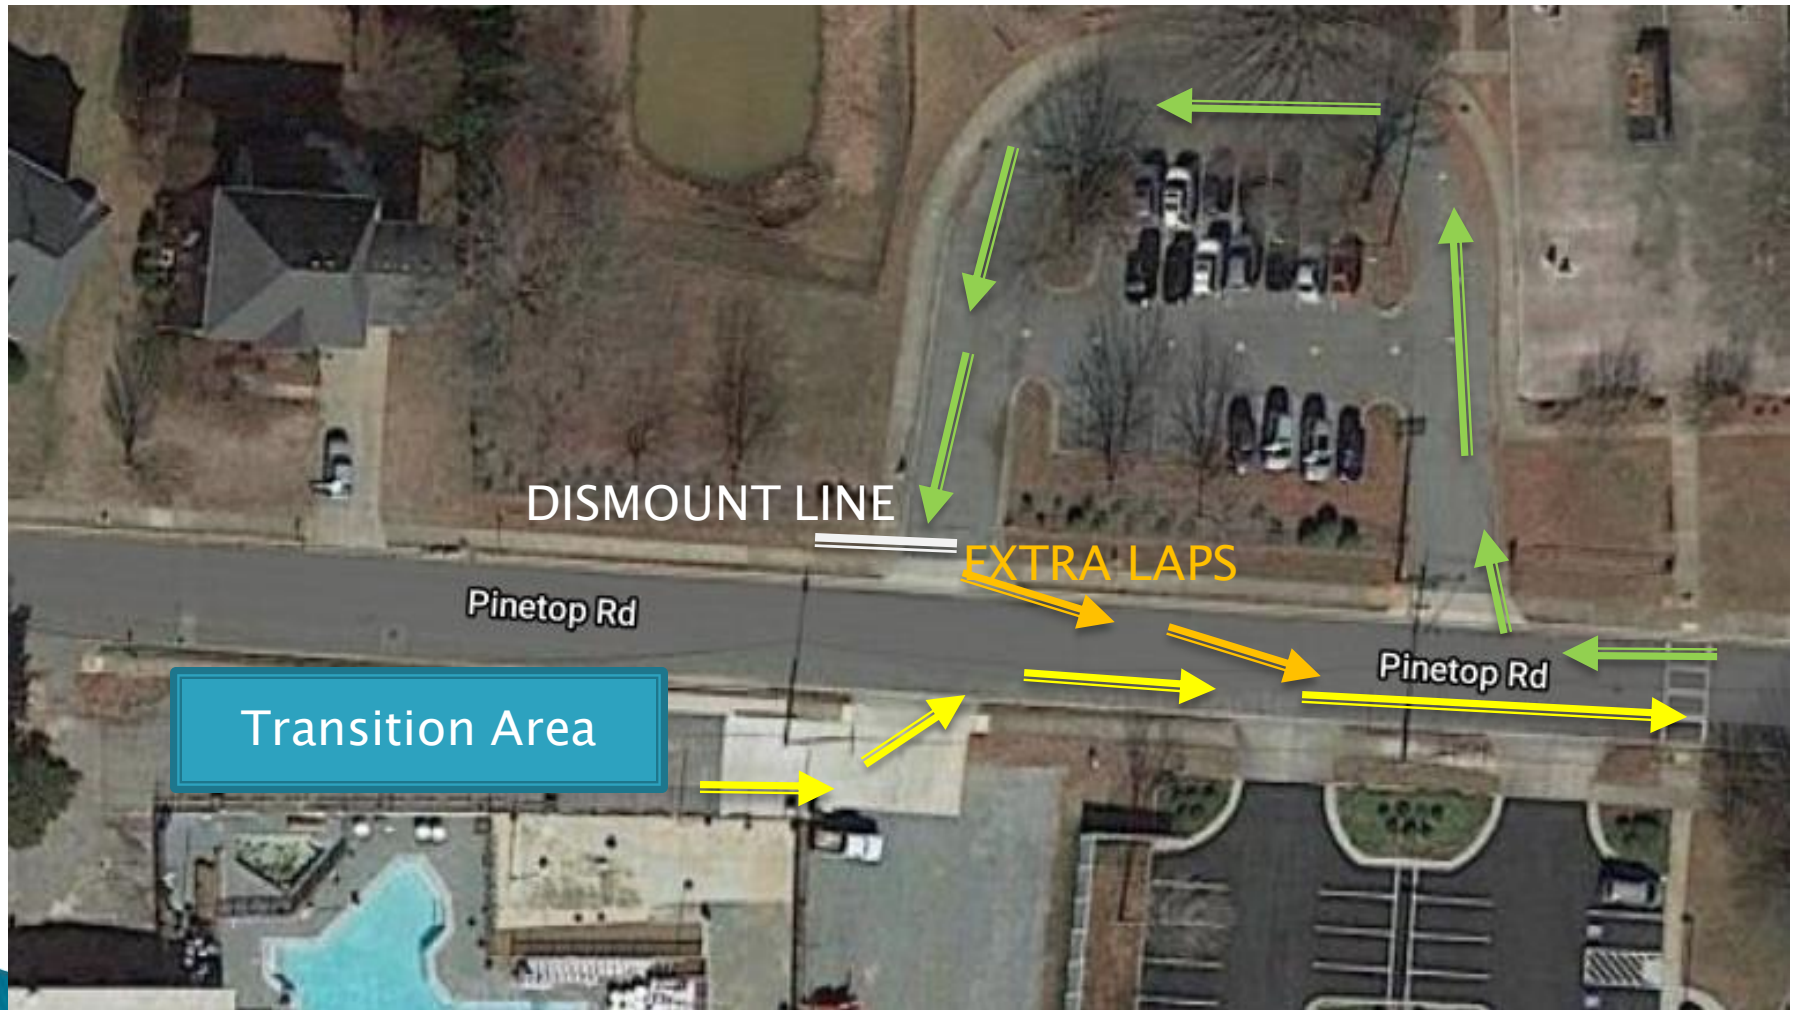 DISMOUNT LINE
EXTRA LAPS
Pinetop Rd
Pinetop Rd
Transition Area